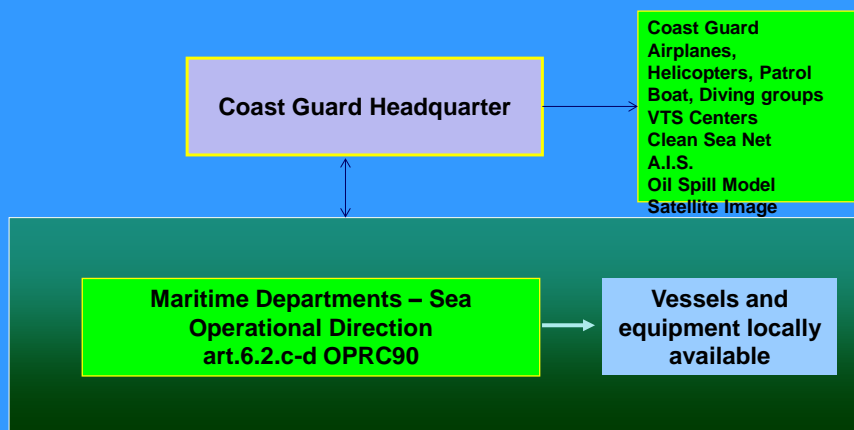 Coast Guard Headquarter
Coast Guard
Airplanes,
Helicopters, Patrol
Boat, Diving groups
VTS Centers
Clean Sea Net
A.I.S.
Oil Spill Model
Satellite Image
Maritime Departments – Sea
Operational Direction
art.6.2.c-d OPRC90
Vessels and
equipment locally
available